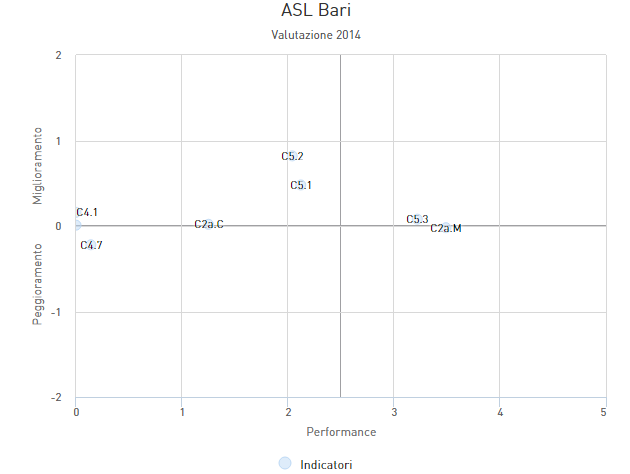 ASL Bari
Valutazione 2014
2
1
0
-1
-2
Miglioramento
Peggioramento
C5.2
C5.1
C4.1
C5.3
C2a.C
C2a.M
C4.7
0 1 2 3 4 5
Performance
Indicatori